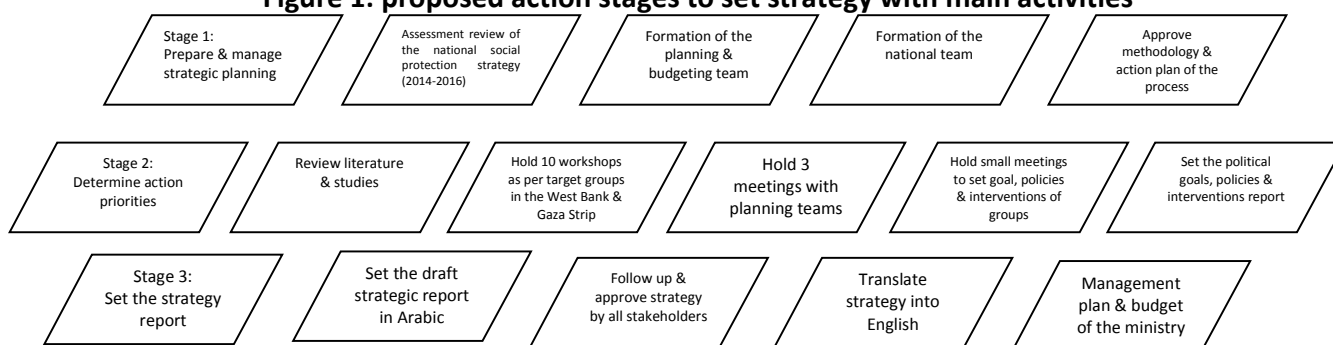 Figure 1: proposed action stages to set strategy with main activities
Stage 1:
Prepare & manage
strategic planning
Assessment review of
the national social
protection strategy
(2014-2016)
Formation of the
planning &
budgeting team
Formation of the
national team
Approve
methodology &
action plan of the
process
Stage 2:
Determine action
priorities
Review literature
& studies
Hold 10 workshops
as per target groups
in the West Bank &
Gaza Strip
Hold 3
meetings with
planning teams
Hold small meetings
to set goal, policies
& interventions of
groups
Set the political
goals, policies &
interventions report
Stage 3:
Set the strategy
report
Set the draft
strategic report
in Arabic
Follow up &
approve strategy
by all stakeholders
Translate
strategy into
English
Management
plan & budget
of the ministry